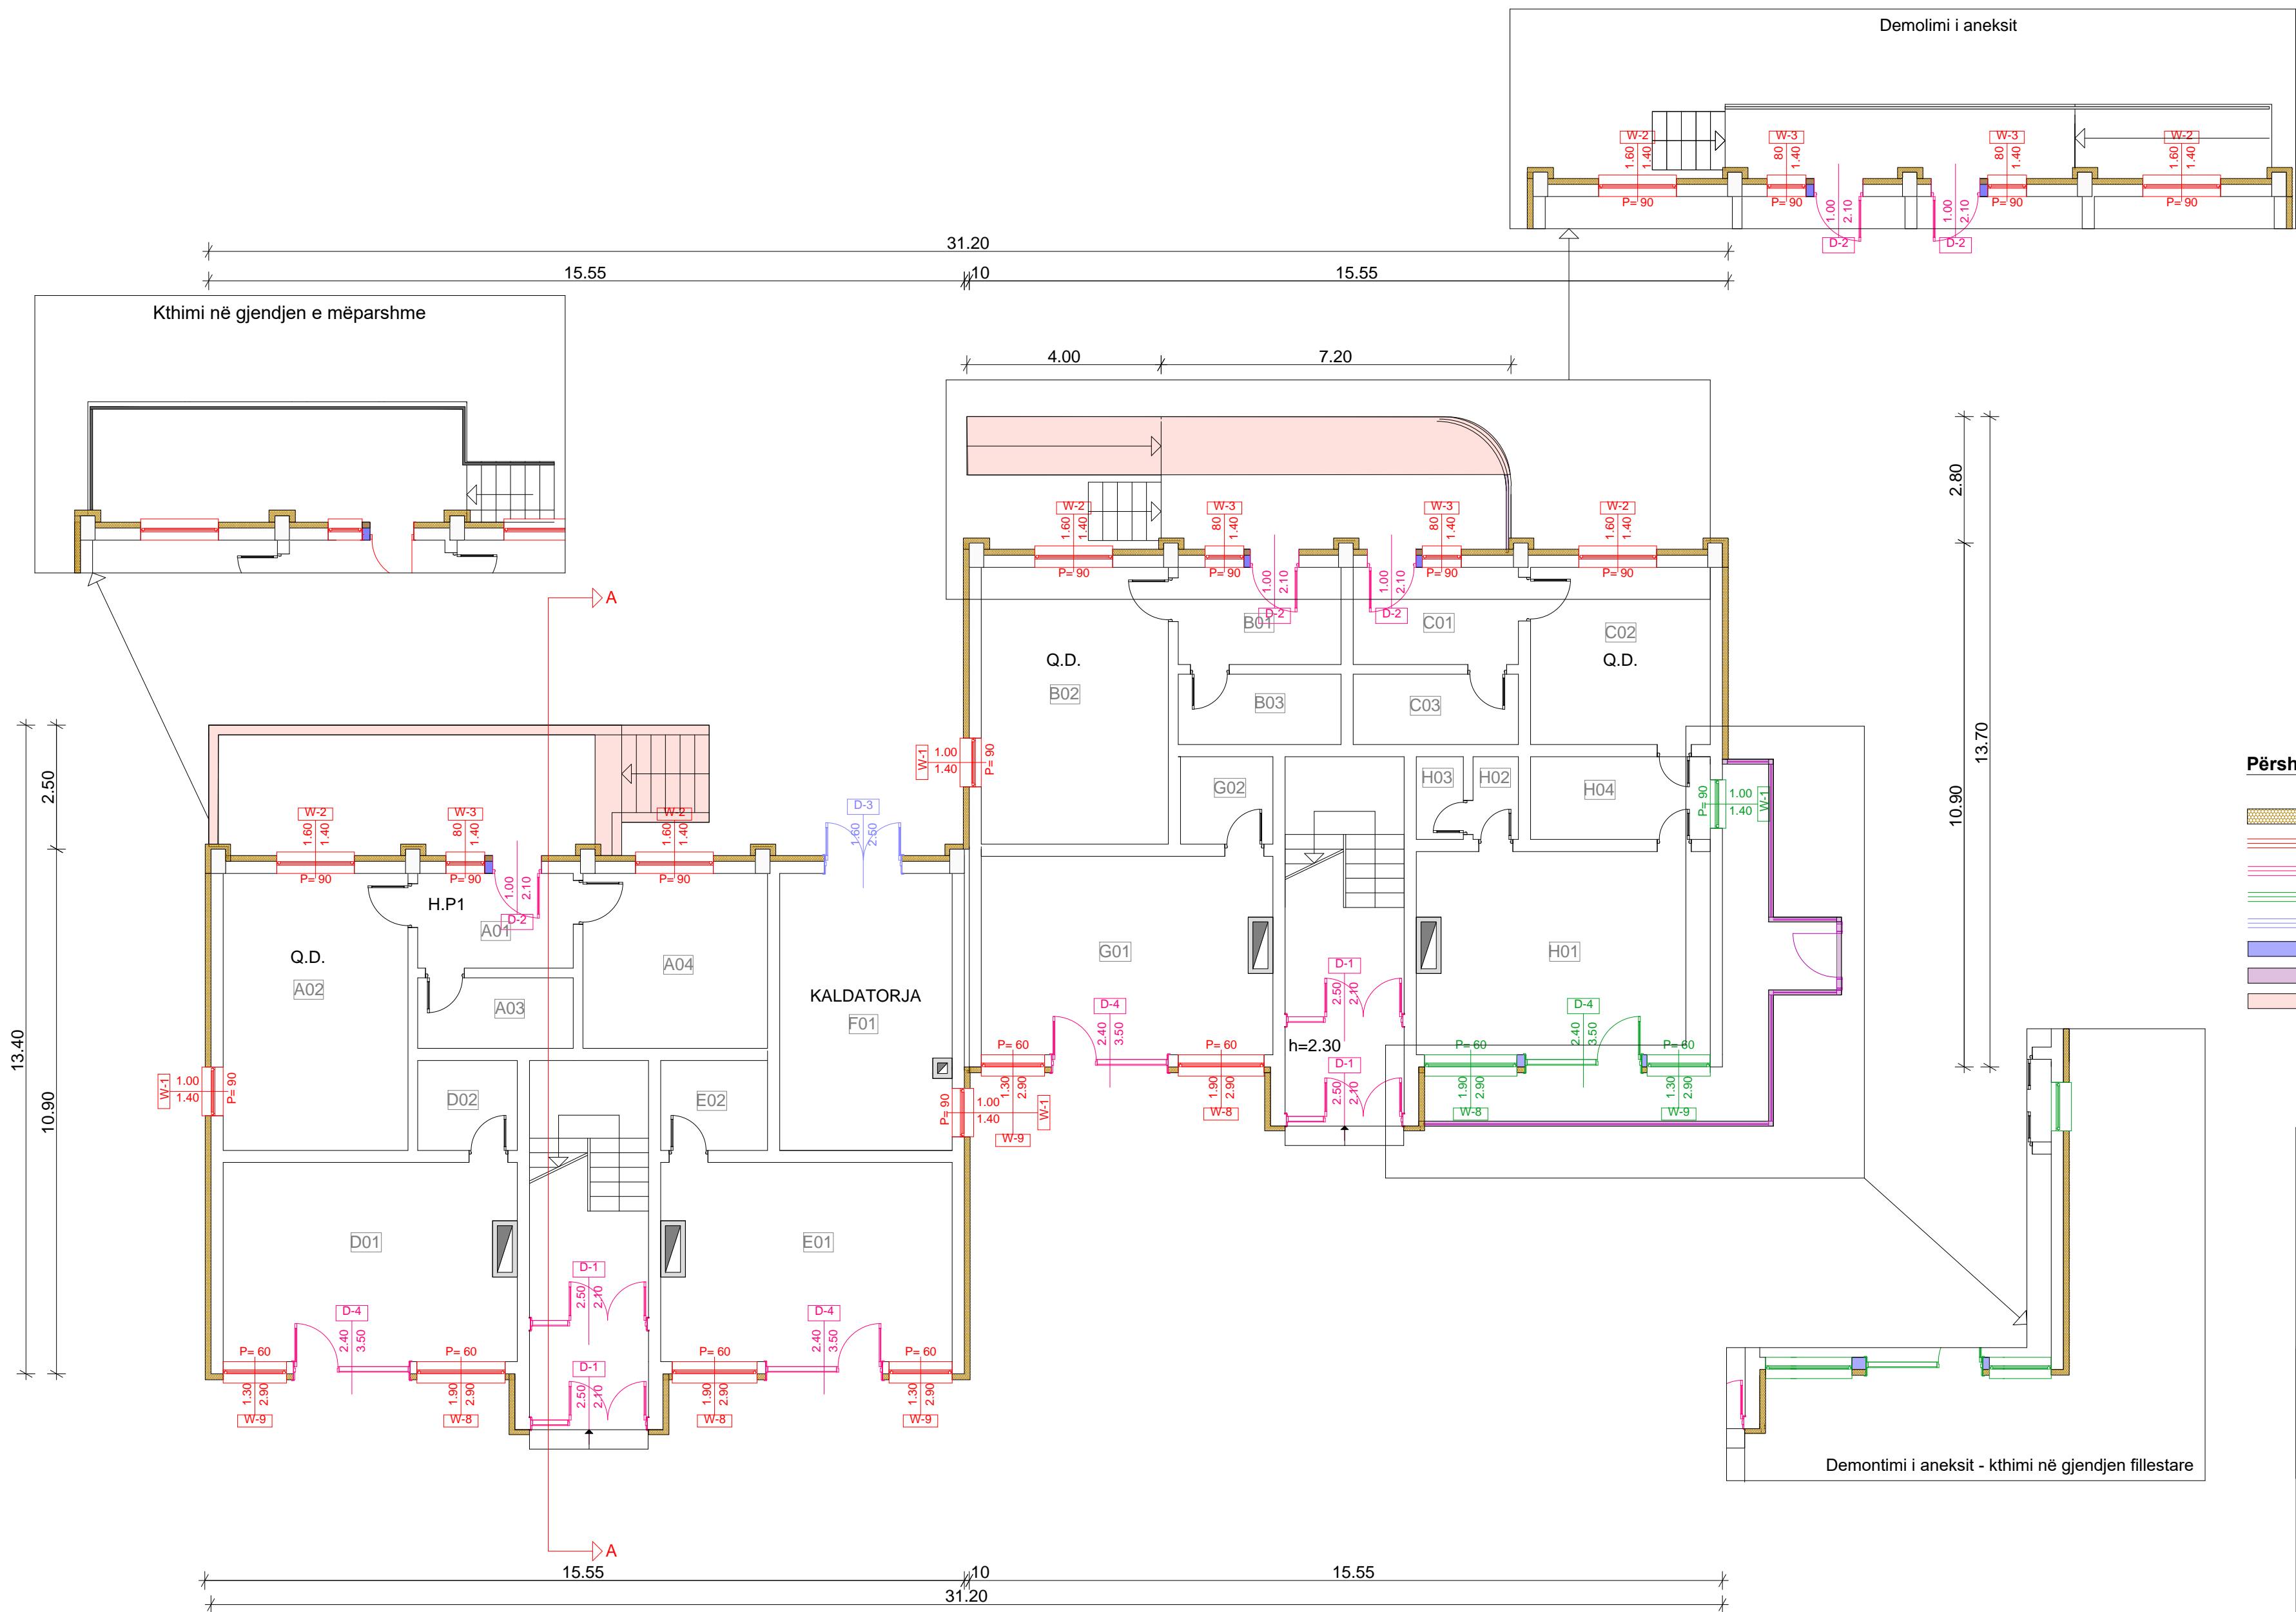 Demolimi i aneksit
W-2
1.60
1.40
P= 90
W-3
80
1.40
P= 90
1.00
2.10
D-2
1.00
2.10
D-2
W-3
80
1.40
P= 90
W-2
1.60
1.40
P= 90
31.20
15.55
10
15.55
Kthimi në gjendjen e mëparshme
4.00
7.20
2.80
10.90
13.70
W-2
1.60
1.40
P= 90
W-3
80
1.40
P= 90
1.00
2.10
D-2
1.00
2.10
D-2
W-3
80
1.40
P= 90
W-2
1.60
1.40
P= 90
A
B01
C01
C02
Q.D.
Q.D.
B02
B03
C03
W-1
1.00
1.40
P= 90
G02
H03
H02
H04
P= 90
1.00
1.40
W-1
Përsh
2.50
13.40
10.90
W-2
1.60
1.40
P= 90
W-3
80
1.40
P= 90
1.00
2.10
D-2
W-2
1.60
1.40
P= 90
D-3
1.60
2.50
H.P1
A01
Q.D.
A02
A04
A03
KALDATORJA
F01
G01
H01
D-1
2.50
2.10
D-4
2.40
3.50
D-4
2.40
3.50
h=2.30
P= 60
1.30
2.90
W-9
P= 60
1.90
2.90
W-8
D-1
2.50
2.10
P= 60
1.90
2.90
W-8
P= 60
1.30
2.90
W-9
W-1
1.00
1.40
P= 90
D02
E02
P= 90
1.00
1.40
W-1
D01
E01
D-1
2.50
2.10
D-4
2.40
3.50
D-4
2.40
3.50
P= 60
1.30
2.90
W-9
P= 60
1.90
2.90
W-8
D-1
2.50
2.10
P= 60
1.90
2.90
W-8
P= 60
1.30
2.90
W-9
Demontimi i aneksit - kthimi në gjendjen fillestare
A
15.55
10
15.55
31.20